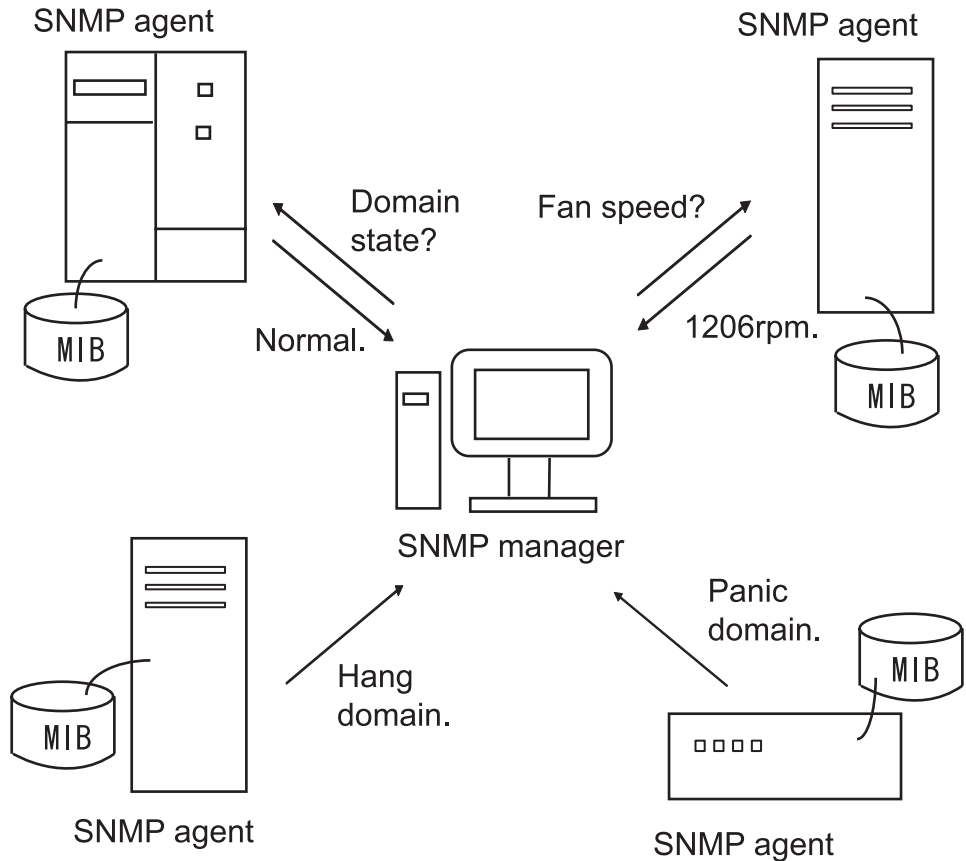 SNMP agent
SNMP agent
Domain
state?
Fan speed?
Normal.
1206rpm.
MIB
MIB
SNMP manager
Panic
domain.
Hang
domain.
MIB
MIB
SNMP agent
SNMP agent